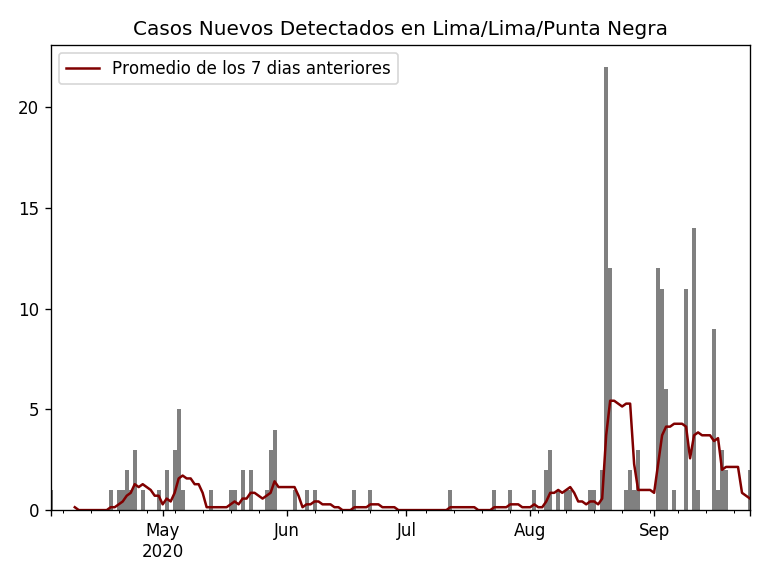 Casos Nuevos Detectados en Lima/Lima/Punta Negra
Promedio de los 7 dias anteriores
20
15
10
5
0
May Jun Jul Aug Sep
2020